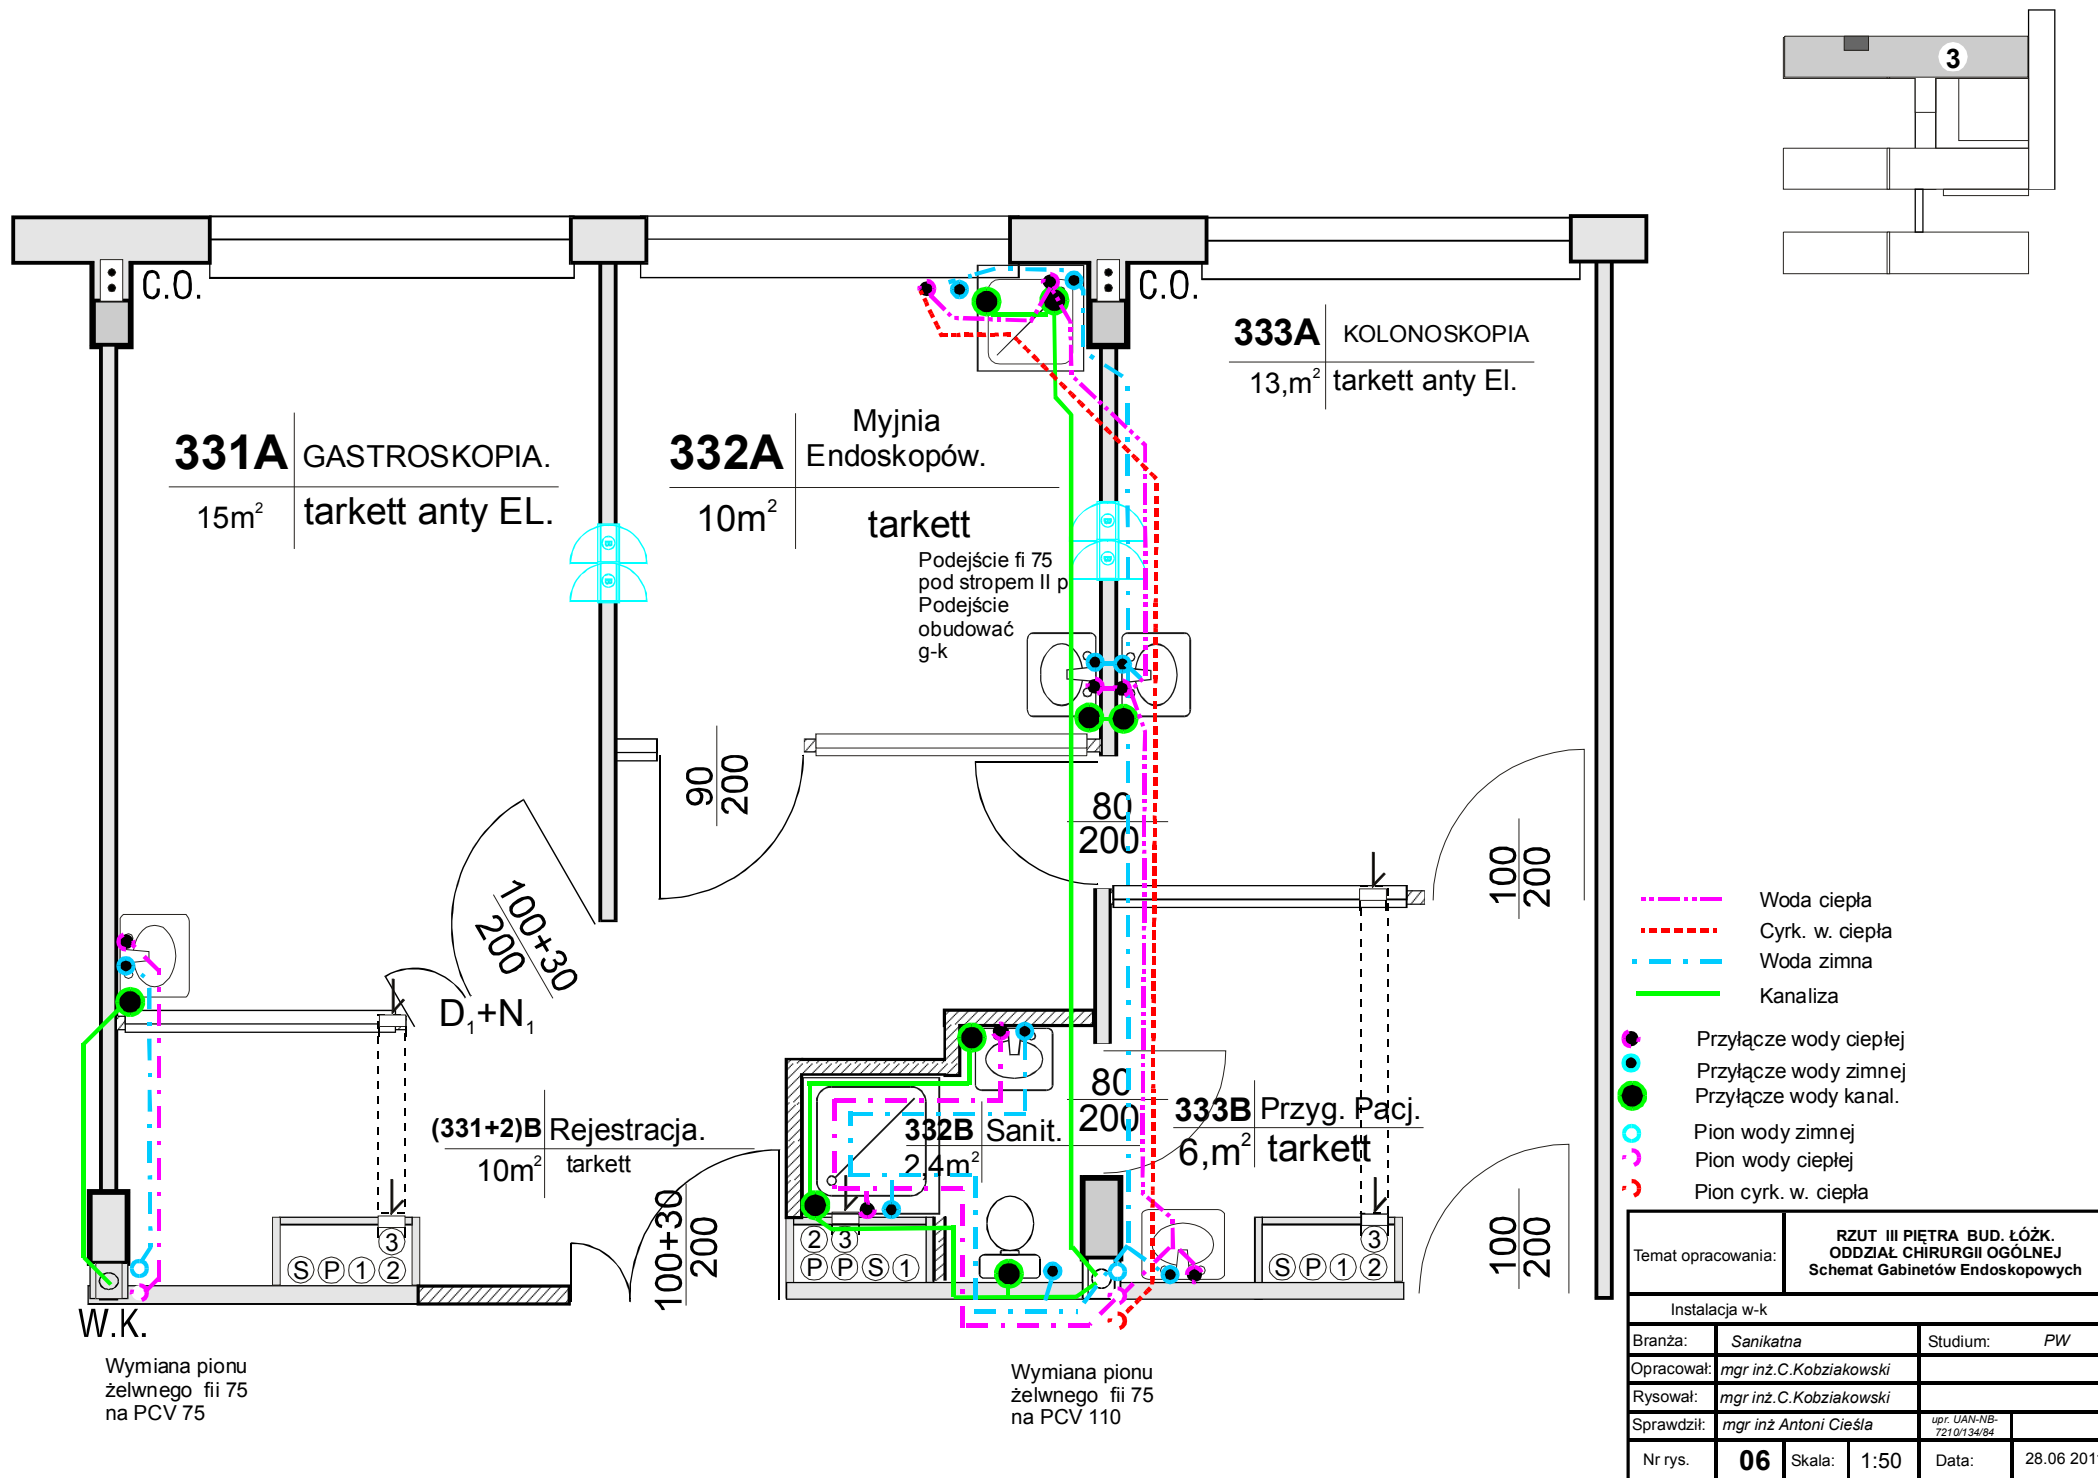 3
C.O.
C.O.
333A KOLONOSKOPIA
13,m² tarkett anty El.
331A GASTROSKOPIA.
15m² tarkett anty EL.
332A Myjnia
Endoskopów.
10m² tarkett
Podejście fi 75
pod stropem II p
Podejście
obudować
g-k
90
200
80
200
100
200
100+30
200
D₁+N₁
Woda ciepła
Cyrk. w. ciepła
Woda zimna
Kanaliza
Przyłącze wody ciepłej
Przyłącze wody zimnej
Przyłącze wody kanal.
Pion wody zimnej
Pion wody ciepłej
Pion cyrk. w. ciepła
(331+2)B Rejestracja.
10m² tarkett
332B Sanit.
2,4m²
80
200
333B Przyg. Pacj.
6,m² tarkett
100+30
200
100
200
3
S P 1 2
2 3
P P S 1
3
S P 1 2
W.K.
Wymiana pionu
żelwnego fii 75
na PCV 75
Wymiana pionu
żelwnego fii 75
na PCV 110
Temat opracowania:
RZUT III PIĘTRA BUD. ŁÓŻK.
ODDZIAŁ CHIRURGII OGÓLNEJ
Schemat Gabinetów Endoskopowych
Instalacja w-k
Branża: Sanikatna Studium: PW
Opracował: mgr inż.C.Kobziakowski
Rysował: mgr inż.C.Kobziakowski
Sprawdził: mgr inż Antoni Cieśla upr. UAN-NB-
7210/134/84
Nr rys. 06 Skala: 1:50 Data: 28.06 201